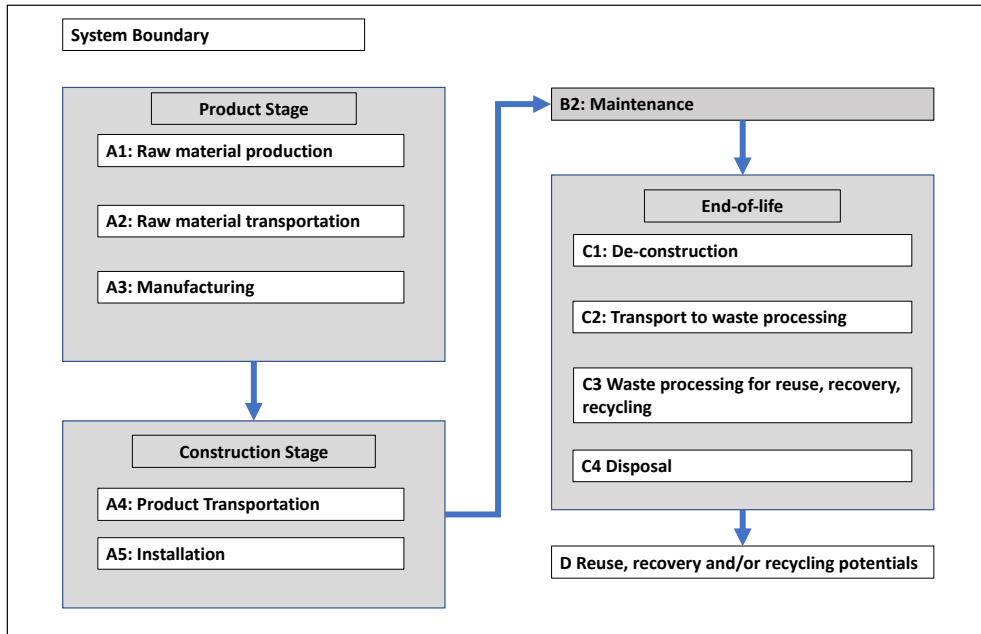 System Boundary
Product Stage
A1: Raw material production
A2: Raw material transportation
A3: Manufacturing
Construction Stage
A4: Product Transportation
A5: Installation
B2: Maintenance
End-of-life
C1: De-construction
C2: Transport to waste processing
C3 Waste processing for reuse, recovery,
recycling
C4 Disposal
D Reuse, recovery and/or recycling potentials